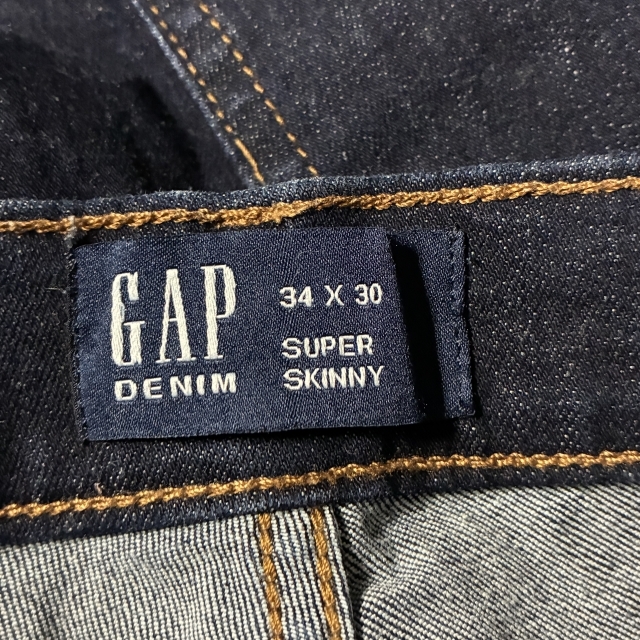 GAP
DENIM
34 X 30
SUPER
SKINNY